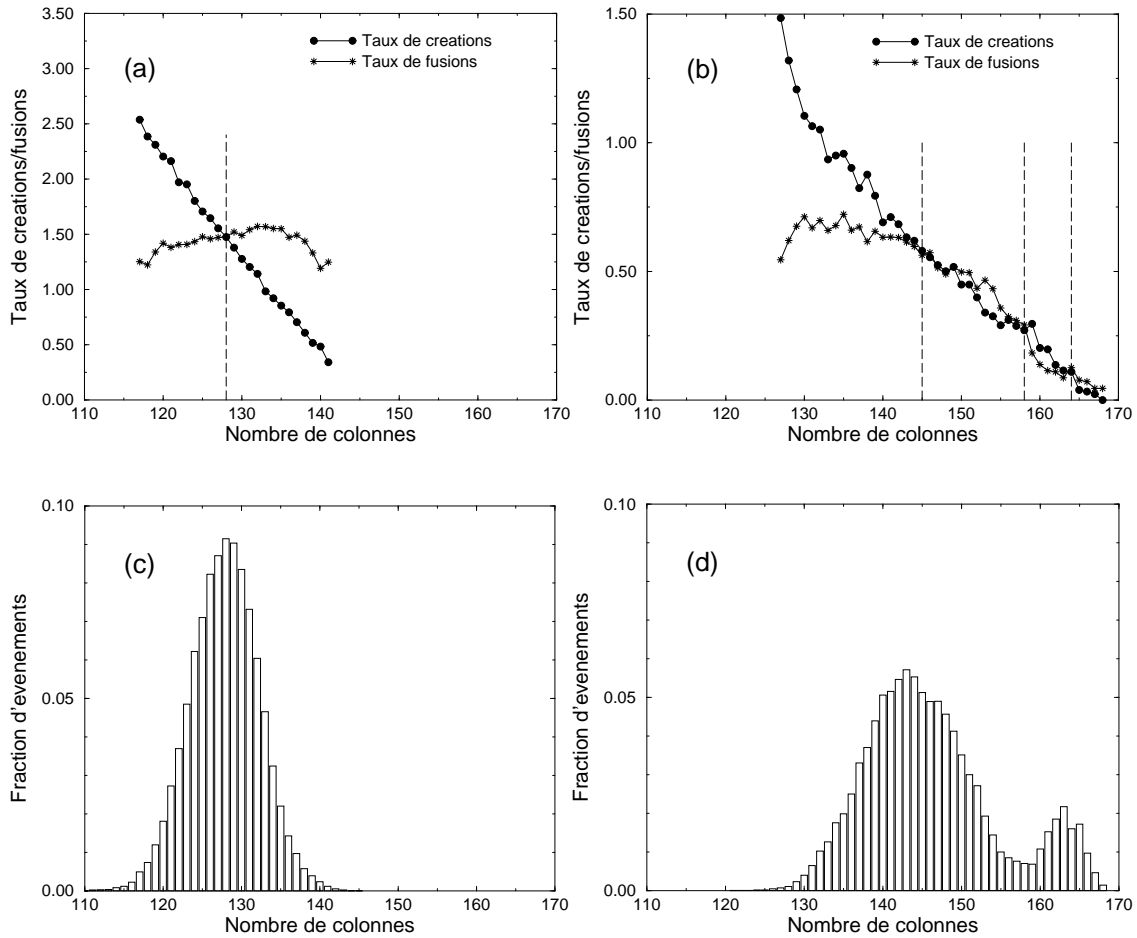 3.50
3.00
2.50
2.00
1.50
1.00
0.50
0.00
110 120 130 140 150 160 170
Taux de creations/fusions
Nombre de colonnes
(a)
Taux de creations
Taux de fusions
1.50
1.00
0.50
0.00
110 120 130 140 150 160 170
Taux de creations/fusions
Nombre de colonnes
(b)
Taux de creations
Taux de fusions
0.10
0.05
0.00
110 120 130 140 150 160 170
Fraction d'evenements
Nombre de colonnes
(c)
0.10
0.05
0.00
110 120 130 140 150 160 170
Fraction d'evenements
Nombre de colonnes
(d)